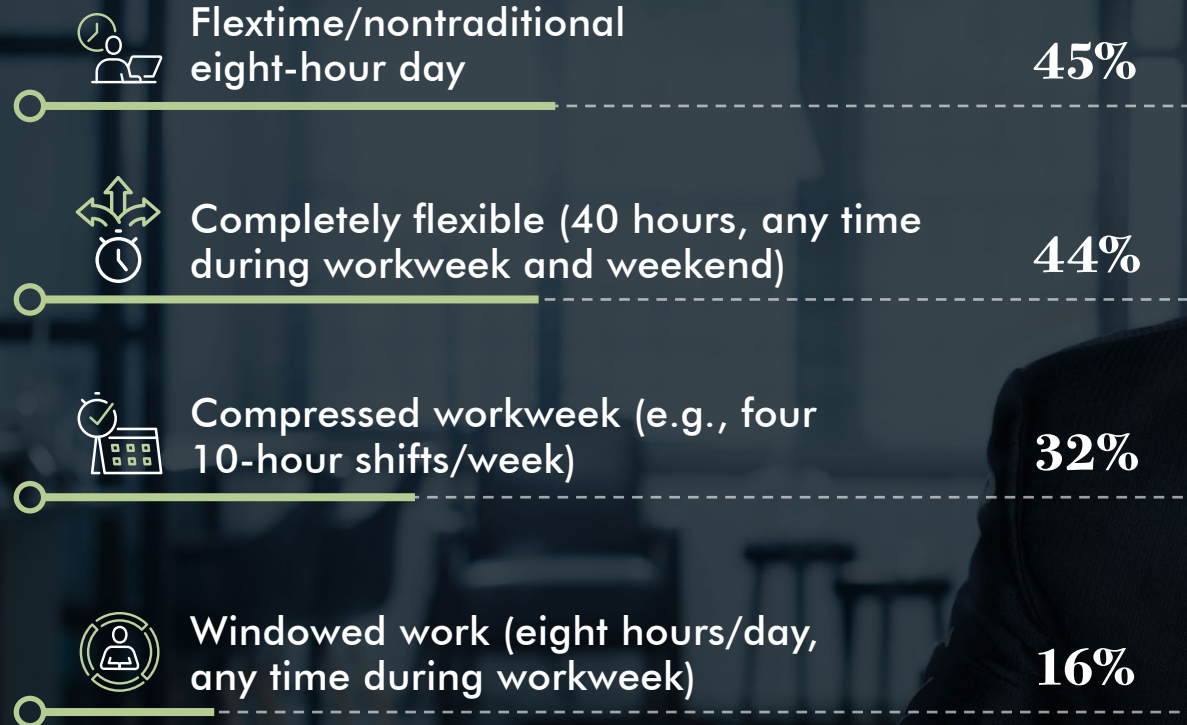 Flextime/nontraditional
eight-hour day
45%
Completely flexible (40 hours, any time
during workweek and weekend)
44%
Compressed workweek (e.g., four
10-hour shifts/week)
32%
Windowed work (eight hours/day,
any time during workweek)
16%